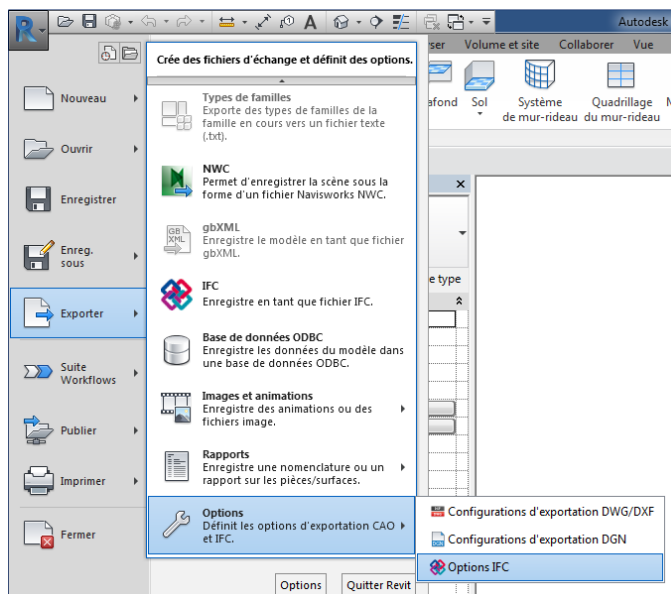 Autodesk
Crée des fichiers d'échange et définit des options.
Volume et site
Collaborer
Vue
Nouveau
Ouvrir
Enregistrer
Enreg.
sous
Exporter
Suite
Workflows
Publier
Imprimer
Fermer
Types de familles
Exporte des types de familles de la
famille en cours vers un fichier texte
(.txt).
NWC
Permet d'enregistrer la scène sous la
forme d'un fichier Navisworks NWC.
gbXML
Enregistre le modèle en tant que fichier
gbXML.
IFC
Enregistre en tant que fichier IFC.
Base de données ODBC
Enregistre les données du modèle dans
une base de données ODBC.
Images et animations
Enregistre des animations ou des
fichiers image.
Rapports
Enregistre une nomenclature ou un
rapport sur les pièces/surfaces.
Options
Définit les options d'exportation CAO
et IFC.
afond
Sol
Système
de mur-rideau
Quadrillage
du mur-rideau
e type
Configurations d'exportation DWG/DXF
Configurations d'exportation DGN
Options IFC
Options
Quitter Revit